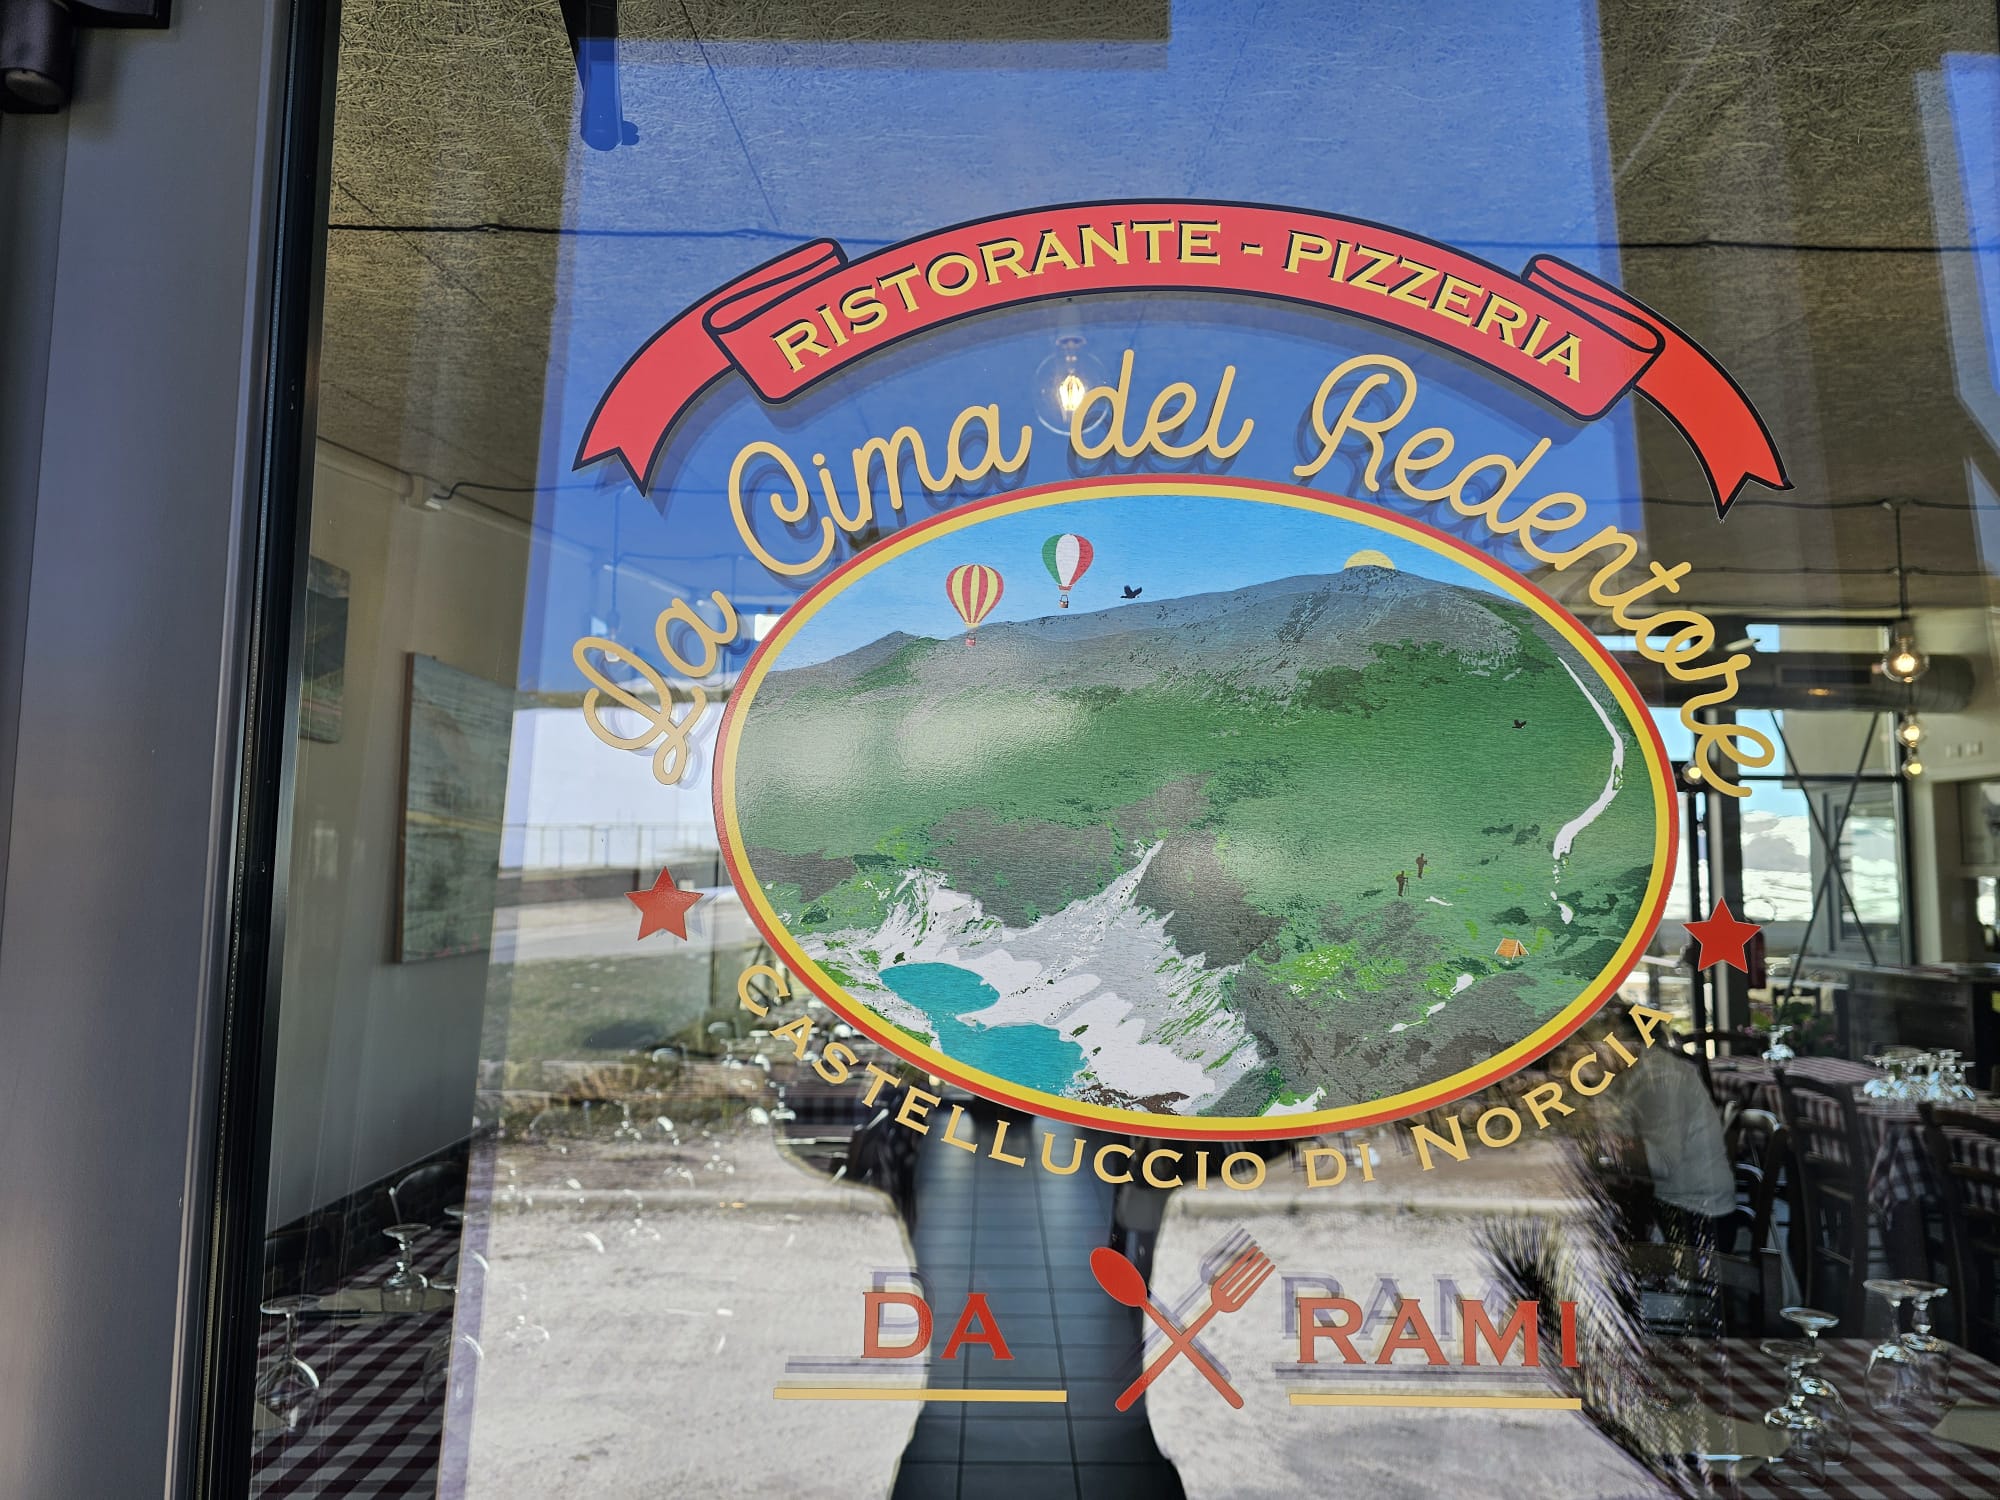 RISTORANTE - PIZZERIA
La Cima del Redentore
CASTELLUCCIO DI NORCIA
DA RAMI